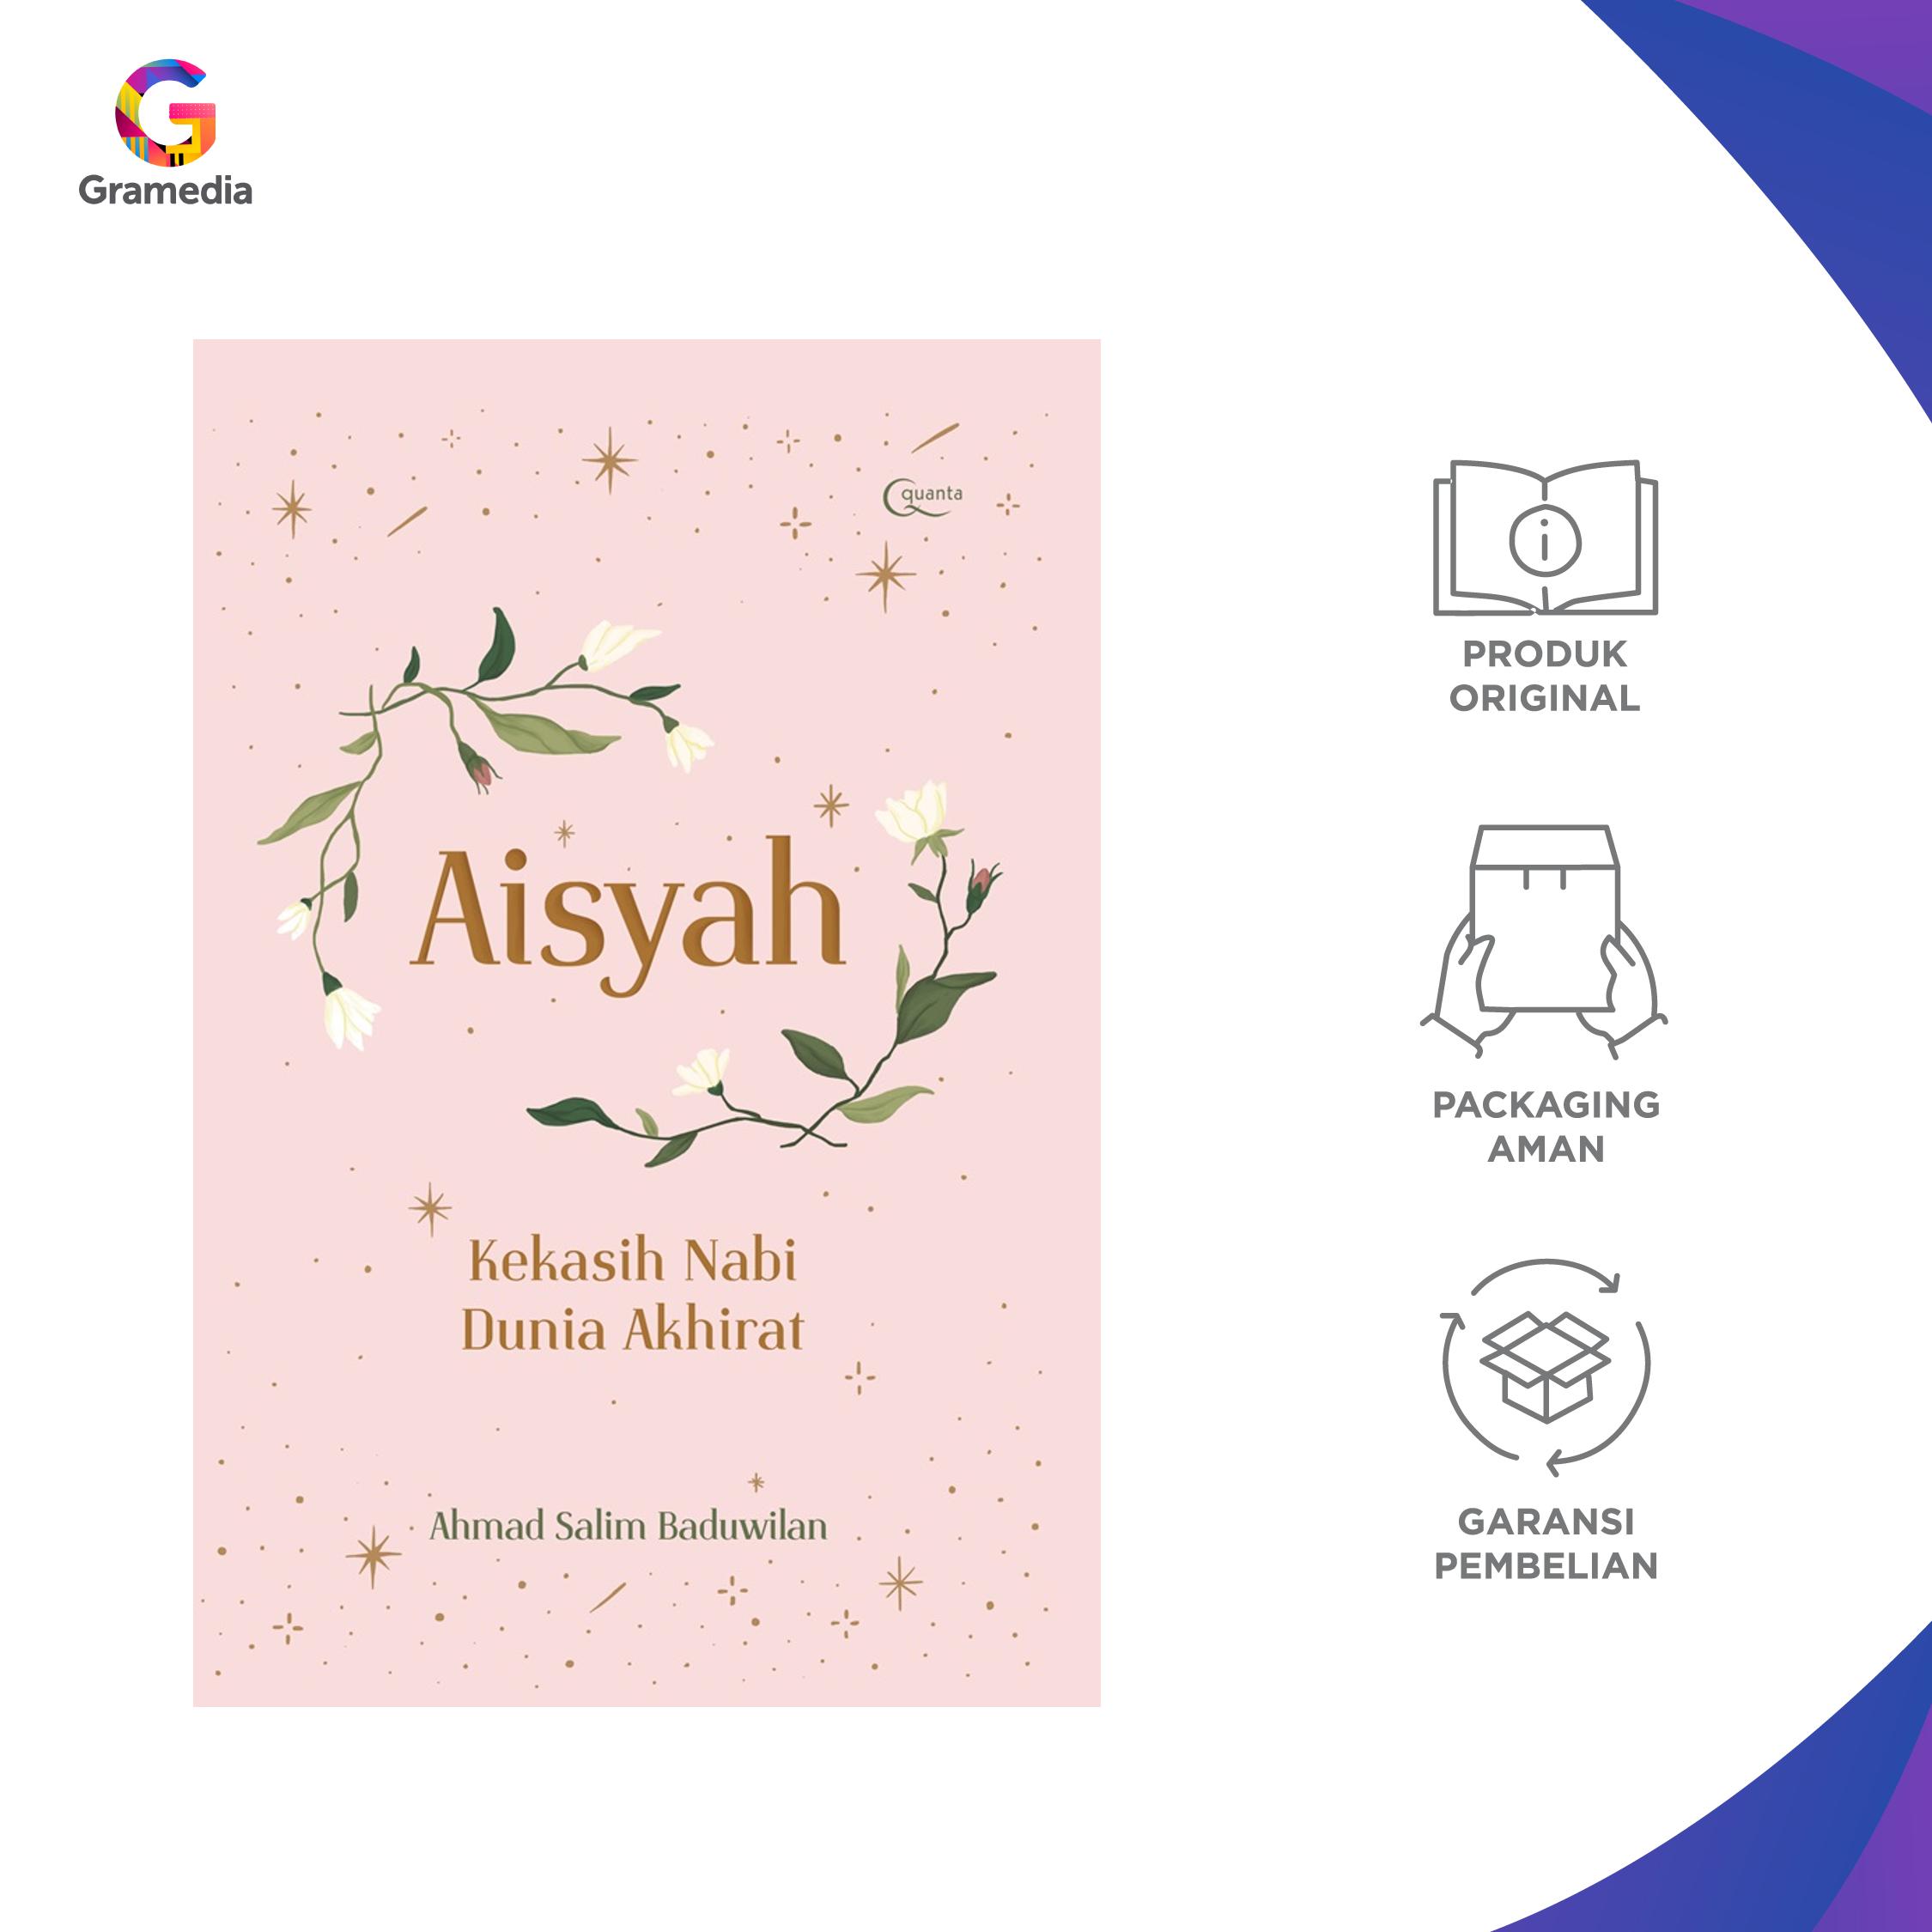 Gramedia
quanta
Aisyah
Kekasih Nabi
Dunia Akhirat
Ahmad Salim Baduwilan
PRODUK
ORIGINAL
PACKAGING
AMAN
GARANSI
PEMBELIAN